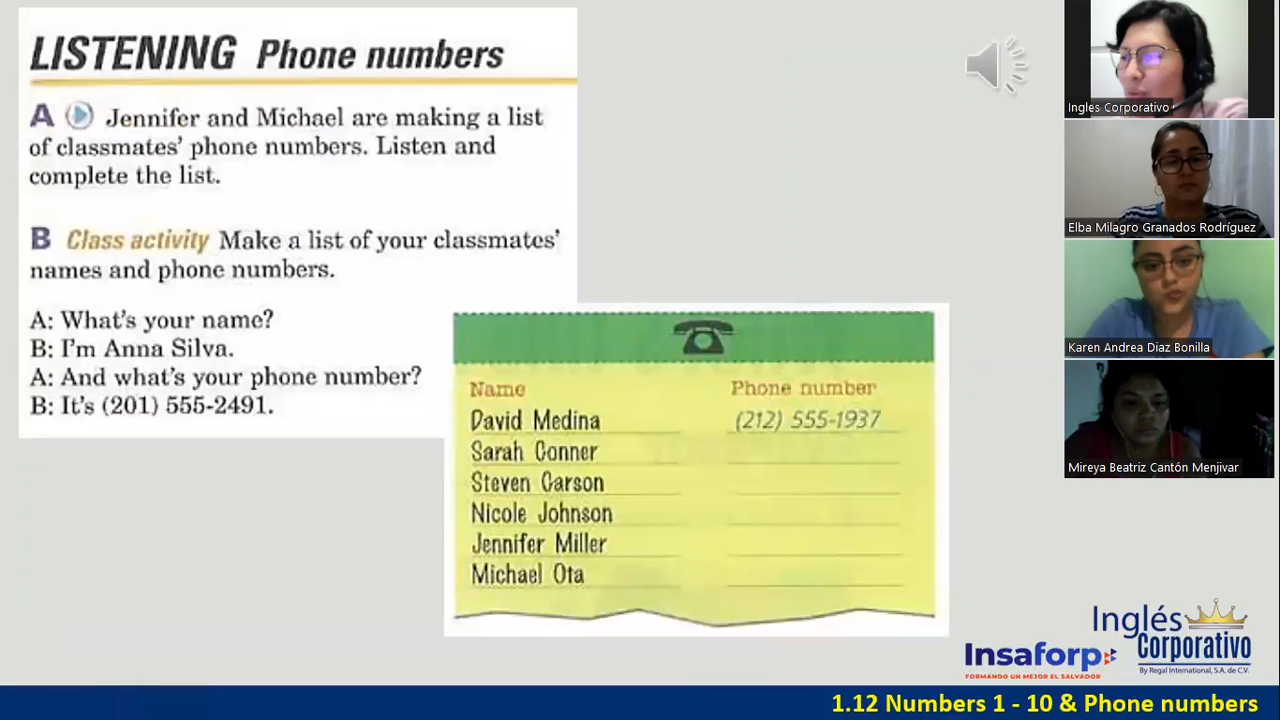 LISTENING Phone numbers
A Jennifer and Michael are making a list
of classmates' phone numbers. Listen and
complete the list.
B Class activity Make a list of your classmates'
names and phone numbers.
A: What's your name?
B: I'm Anna Silva.
A: And what's your phone number?
B: It's (201) 555-2491.
Name Phone number
David Medina (212) 555-1937
Sarah Conner
Steven Carson
Nicole Johnson
Jennifer Miller
Michael Ota
Ingles Corporativo
Elba Milagro Granados Rodríguez
Karen Andrea Diaz Bonilla
Mireya Beatriz Cantón Menjivar
Insaforp
FORMANDO UN MEJOR EL SALVADOR
Inglés
Corporativo
By Regal International, S.A. de C.V.
1.12 Numbers 1 - 10 & Phone numbers